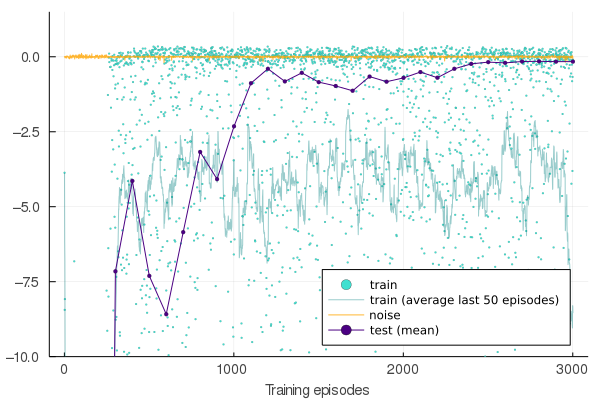 0.0
−2.5
−5.0
−7.5
−10.0
train
train (average last 50 episodes)
noise
test (mean)
0 1000 2000 3000
Training episodes